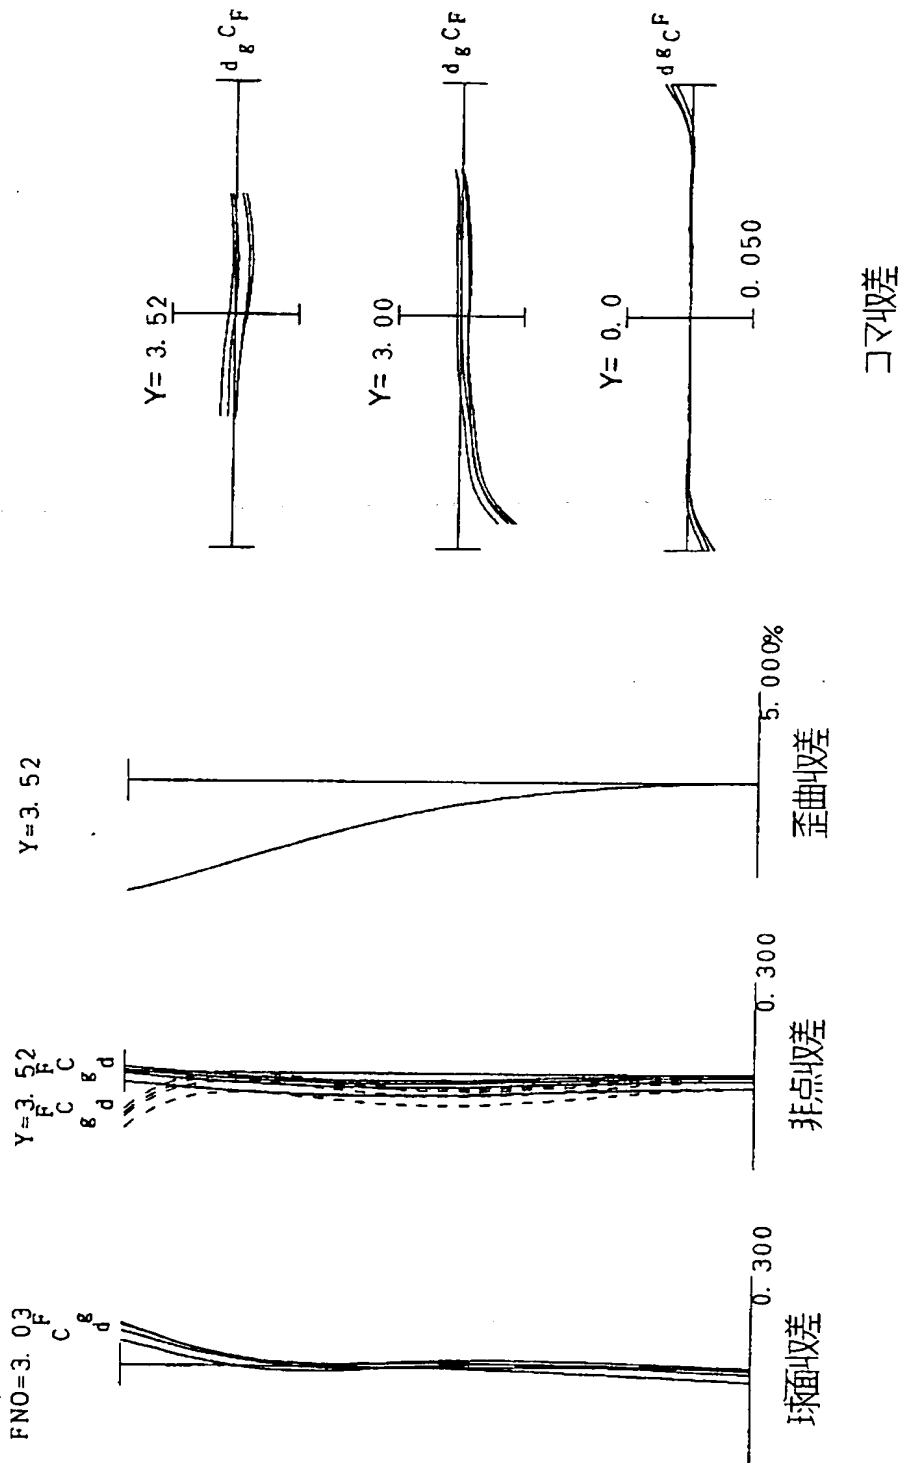 FNO=3. 03
F
C
g
d
0. 300
球面収差
Y=3. 52
F
C
g
d
F
C
g
d
0. 300
非点収差
Y=3. 52
5. 000%
歪曲収差
Y= 3. 52
d g C F
Y= 3. 00
d g C F
Y= 0. 0
d g C F
0. 050
コマ収差